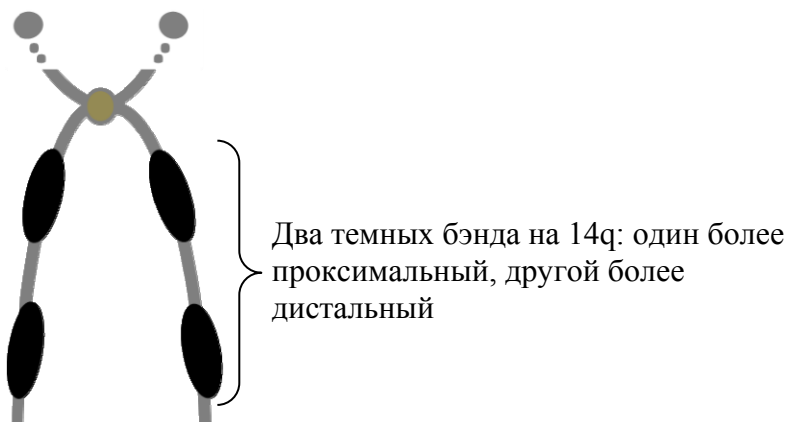 Два темных бэнда на 14q: один более
проксимальный, другой более
дистальный